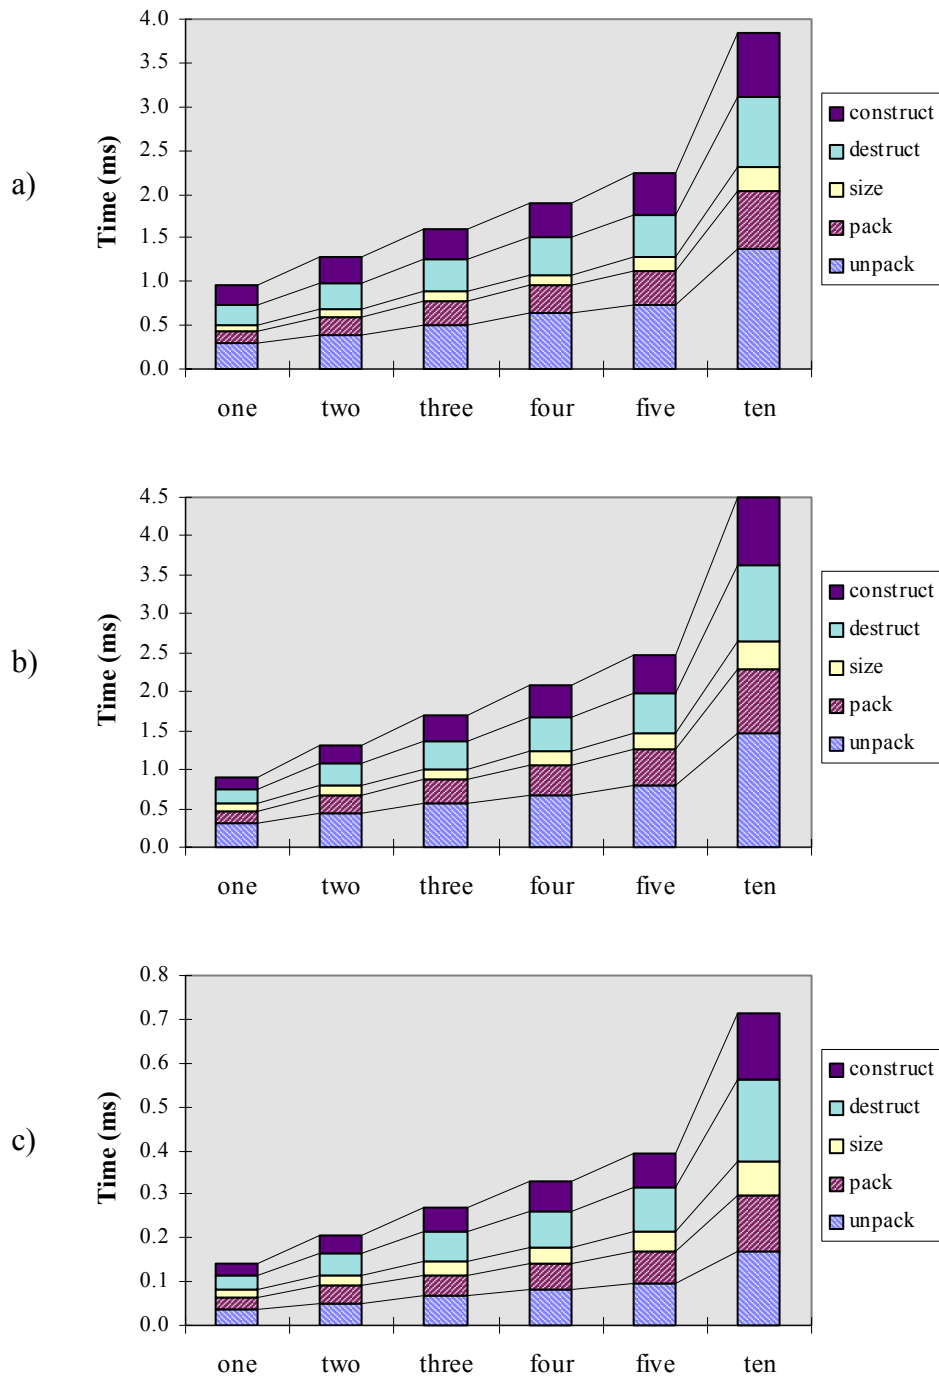 a)
Time (ms)
4.0
3.5
3.0
2.5
2.0
1.5
1.0
0.5
0.0
one two three four five ten
construct
destruct
size
pack
unpack
b)
Time (ms)
4.5
4.0
3.5
3.0
2.5
2.0
1.5
1.0
0.5
0.0
one two three four five ten
construct
destruct
size
pack
unpack
c)
Time (ms)
0.8
0.7
0.6
0.5
0.4
0.3
0.2
0.1
0.0
one two three four five ten
construct
destruct
size
pack
unpack